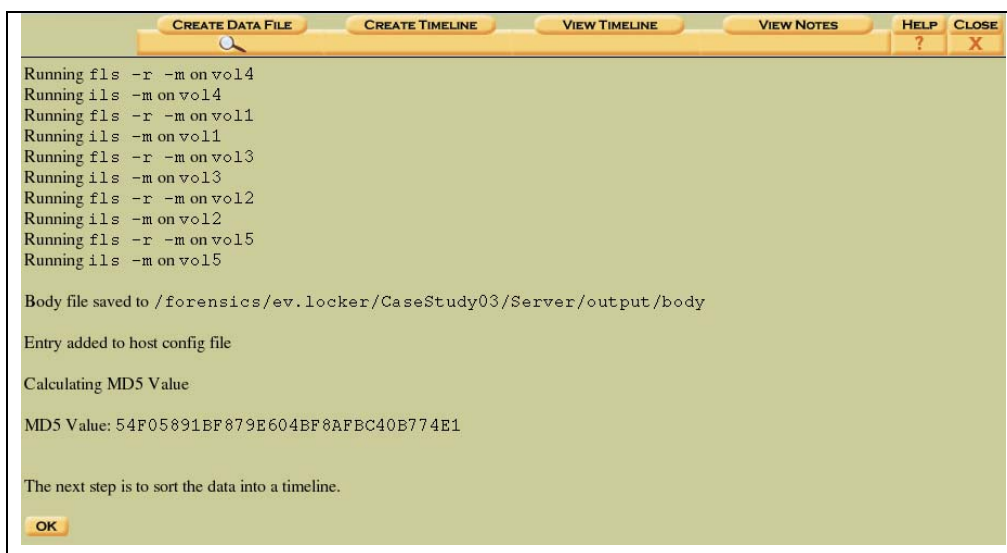 CREATE DATA FILE CREATE TIMELINE VIEW TIMELINE VIEW NOTES HELP CLOSE
? X
Running fls -r -m on vol4
Running ils -m on vol4
Running fls -r -m on vol1
Running ils -m on vol1
Running fls -r -m on vol3
Running ils -m on vol3
Running fls -r -m on vol2
Running ils -m on vol2
Running fls -r -m on vol5
Running ils -m on vol5
Body file saved to /forensics/ev.locker/CaseStudy03/Server/output/body
Entry added to host config file
Calculating MD5 Value
MD5 Value: 54F05891BF879E604BF8AFBC40B774E1
The next step is to sort the data into a timeline.
OK